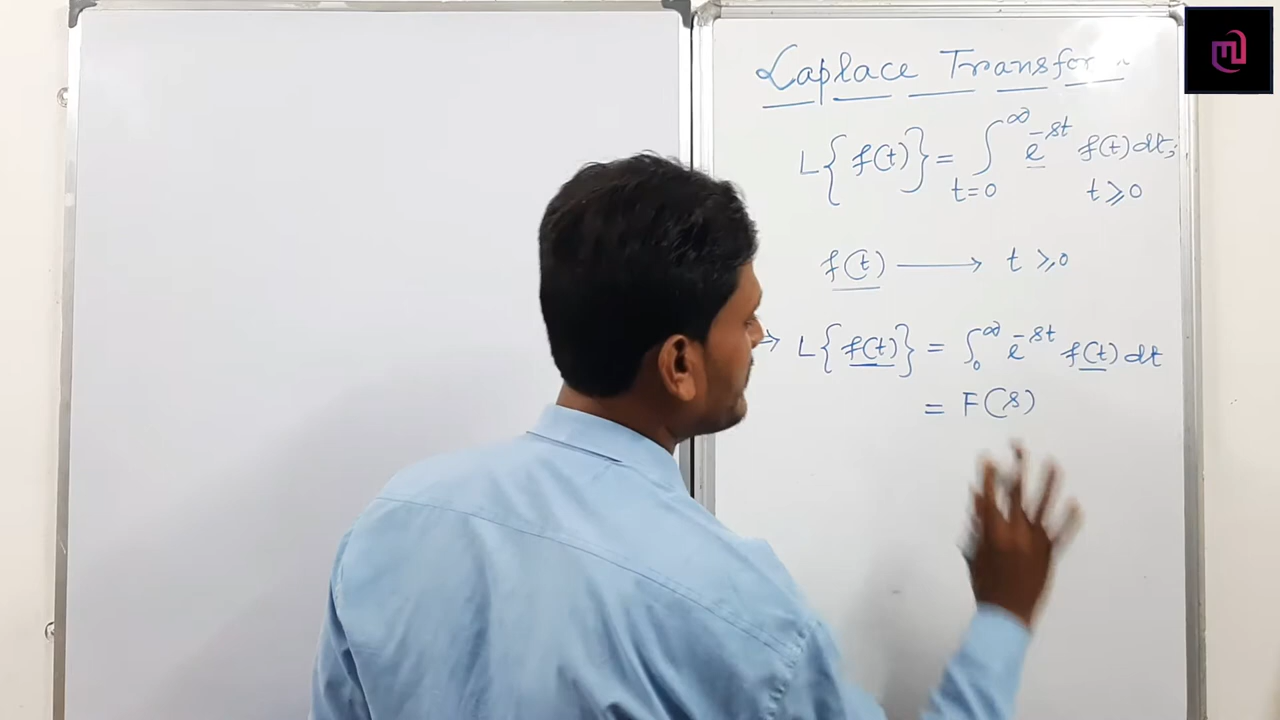 Laplace Transfor
L{f(t)} = ∫_{t=0}^{∞} e^{-st} f(t) dt;
t ≥ 0
f(t) ⟶ t ≥ 0
⇒ L{f(t)} = ∫_0^∞ e^{-st} f(t) dt
= F(s)